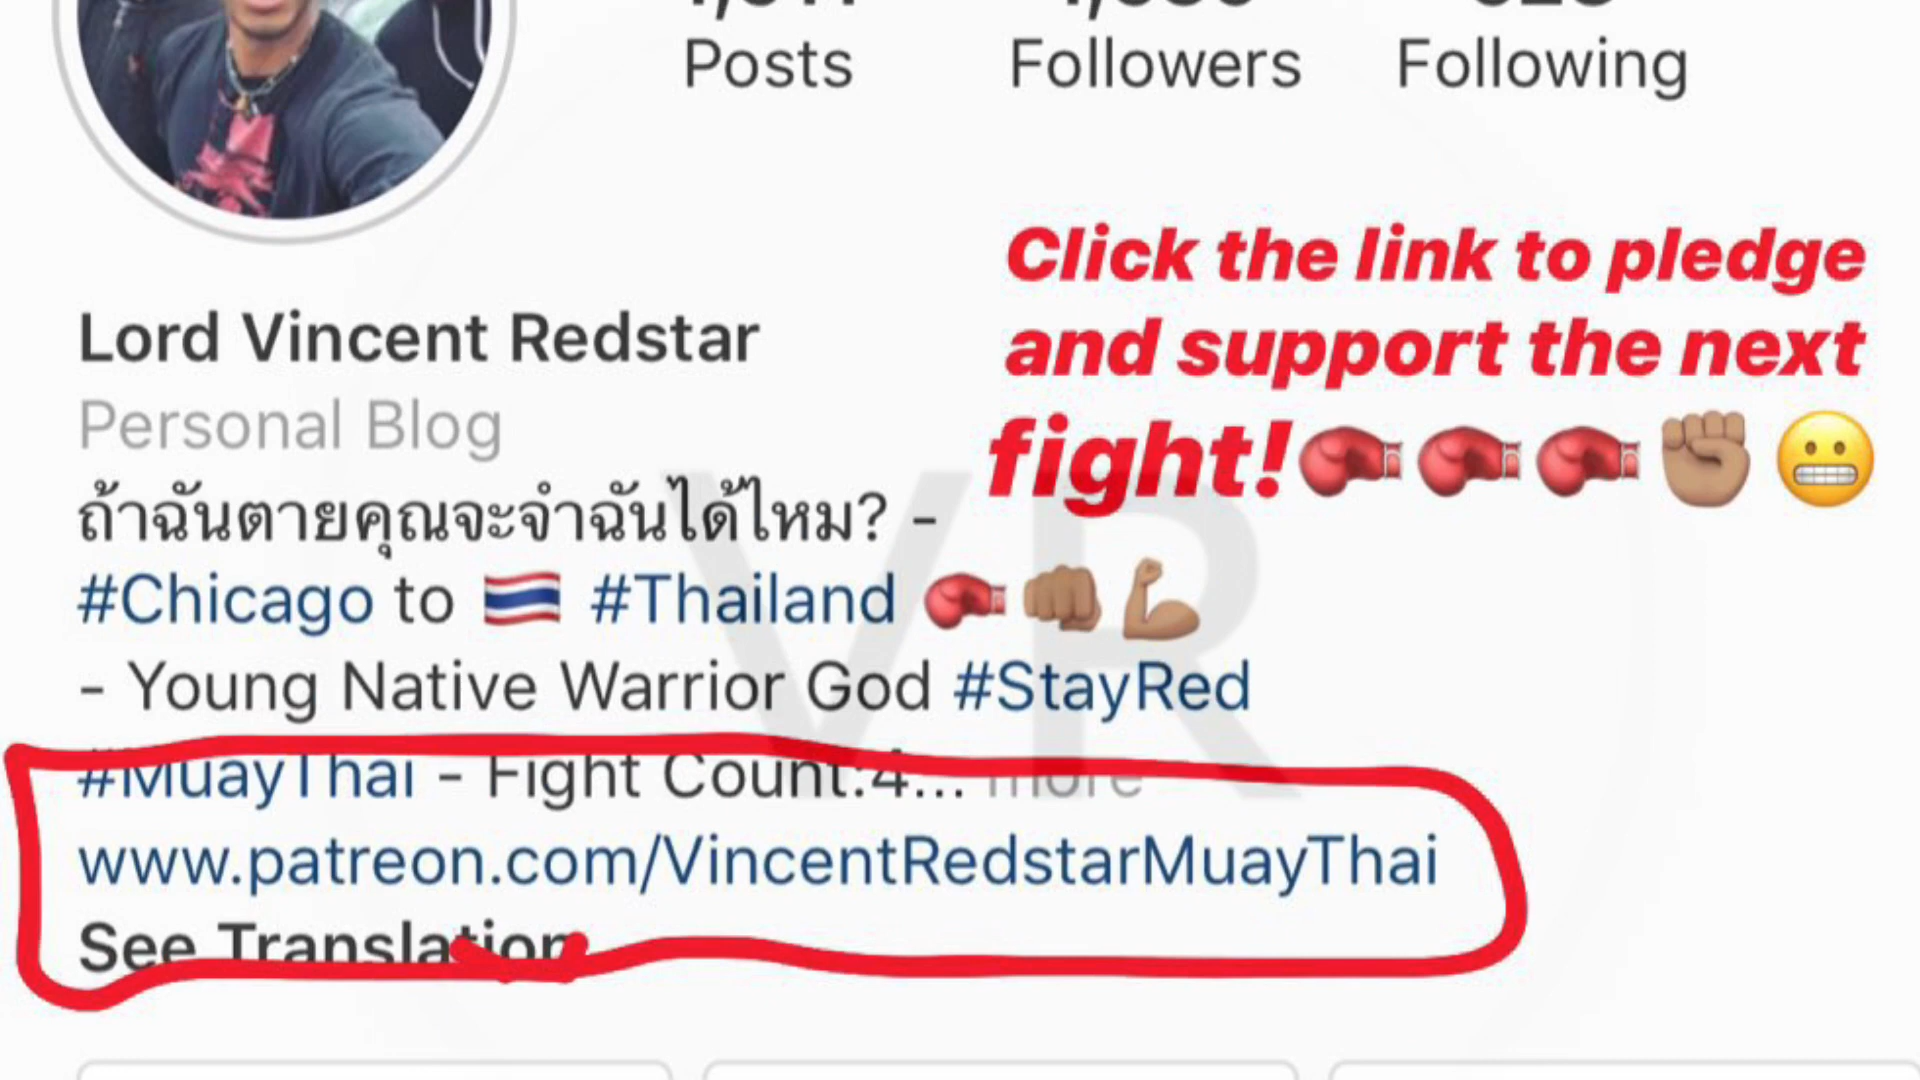 Posts Followers Following
Click the link to pledge
and support the next
fight!🥊🥊🥊✊🏽😬
Lord Vincent Redstar
Personal Blog
ถ้าฉันตายคุณจะจำฉันได้ไหม? -
#Chicago to 🇹🇭 #Thailand 🥊👊🏽💪🏽
- Young Native Warrior God #StayRed
#MuayThai - Fight Count:4... more
www.patreon.com/VincentRedstarMuayThai
See Translation
VR